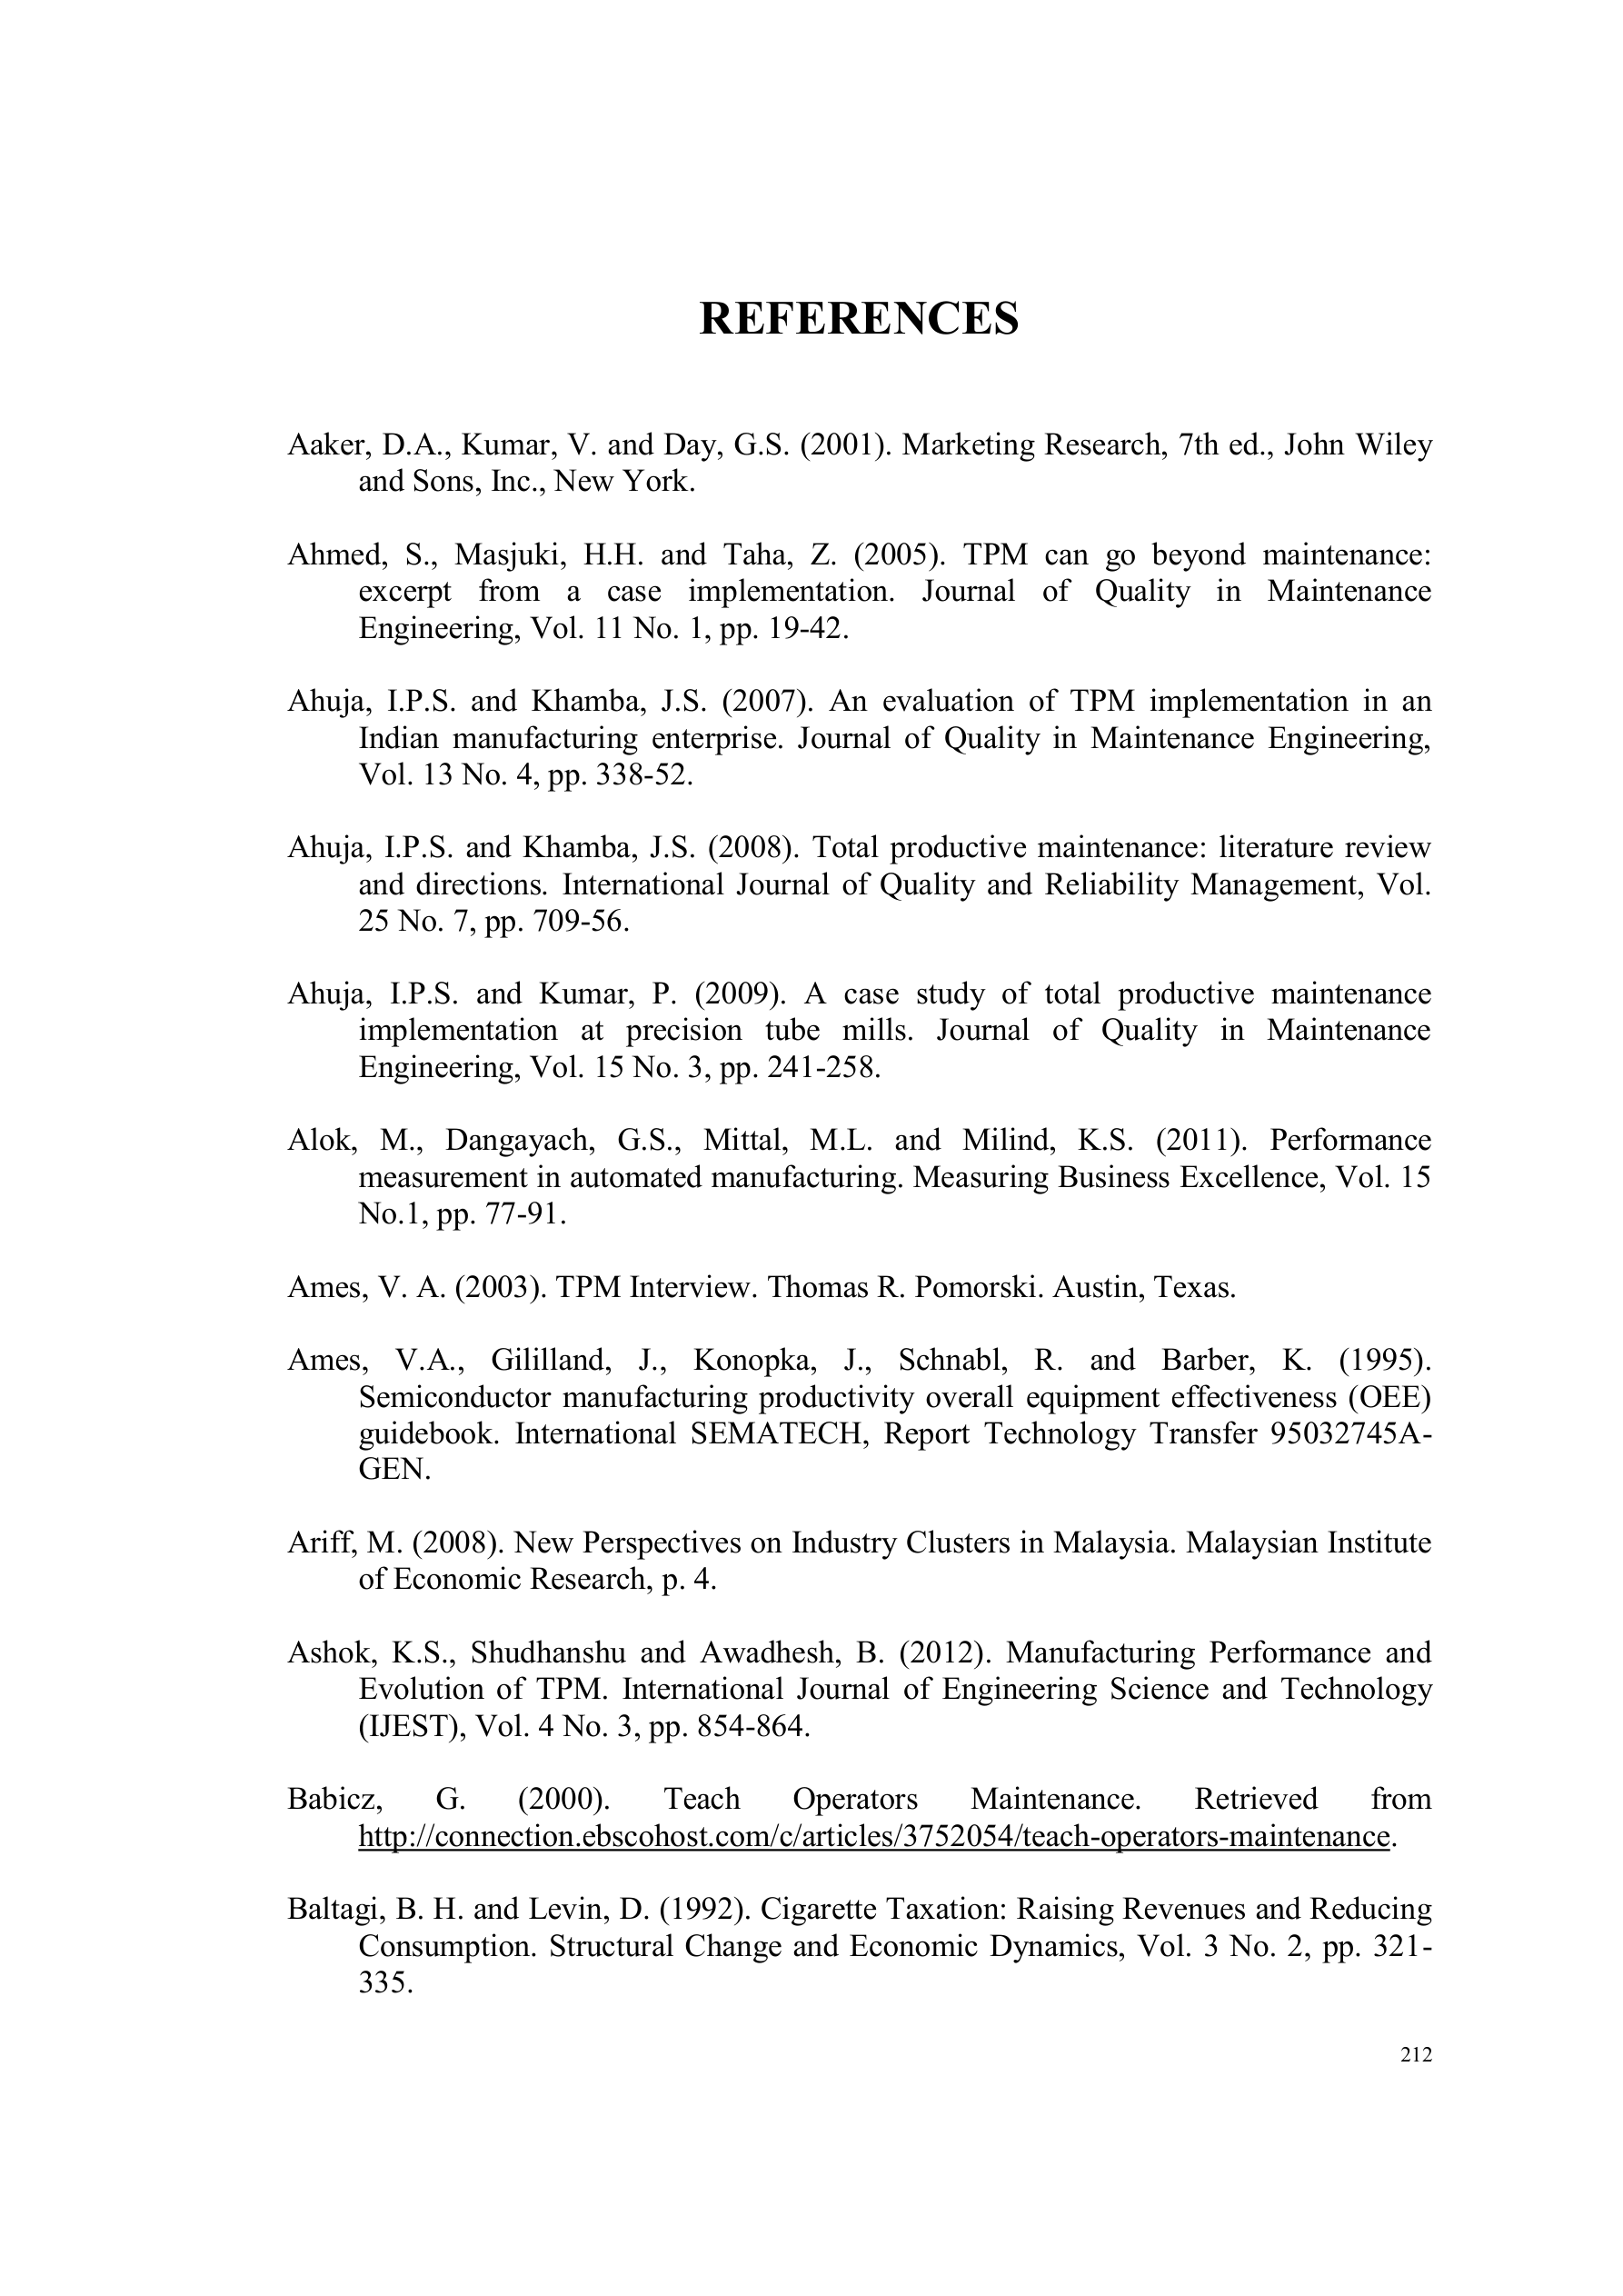 REFERENCES
Aaker, D.A., Kumar, V. and Day, G.S. (2001). Marketing Research, 7th ed., John Wiley
and Sons, Inc., New York.
Ahmed, S., Masjuki, H.H. and Taha, Z. (2005). TPM can go beyond maintenance:
excerpt from a case implementation. Journal of Quality in Maintenance
Engineering, Vol. 11 No. 1, pp. 19-42.
Ahuja, I.P.S. and Khamba, J.S. (2007). An evaluation of TPM implementation in an
Indian manufacturing enterprise. Journal of Quality in Maintenance Engineering,
Vol. 13 No. 4, pp. 338-52.
Ahuja, I.P.S. and Khamba, J.S. (2008). Total productive maintenance: literature review
and directions. International Journal of Quality and Reliability Management, Vol.
25 No. 7, pp. 709-56.
Ahuja, I.P.S. and Kumar, P. (2009). A case study of total productive maintenance
implementation at precision tube mills. Journal of Quality in Maintenance
Engineering, Vol. 15 No. 3, pp. 241-258.
Alok, M., Dangayach, G.S., Mittal, M.L. and Milind, K.S. (2011). Performance
measurement in automated manufacturing. Measuring Business Excellence, Vol. 15
No.1, pp. 77-91.
Ames, V. A. (2003). TPM Interview. Thomas R. Pomorski. Austin, Texas.
Ames, V.A., Gililland, J., Konopka, J., Schnabl, R. and Barber, K. (1995).
Semiconductor manufacturing productivity overall equipment effectiveness (OEE)
guidebook. International SEMATECH, Report Technology Transfer 95032745A-
GEN.
Ariff, M. (2008). New Perspectives on Industry Clusters in Malaysia. Malaysian Institute
of Economic Research, p. 4.
Ashok, K.S., Shudhanshu and Awadhesh, B. (2012). Manufacturing Performance and
Evolution of TPM. International Journal of Engineering Science and Technology
(IJEST), Vol. 4 No. 3, pp. 854-864.
Babicz, G. (2000). Teach Operators Maintenance. Retrieved from
http://connection.ebscohost.com/c/articles/3752054/teach-operators-maintenance.
Baltagi, B. H. and Levin, D. (1992). Cigarette Taxation: Raising Revenues and Reducing
Consumption. Structural Change and Economic Dynamics, Vol. 3 No. 2, pp. 321-
335.
212